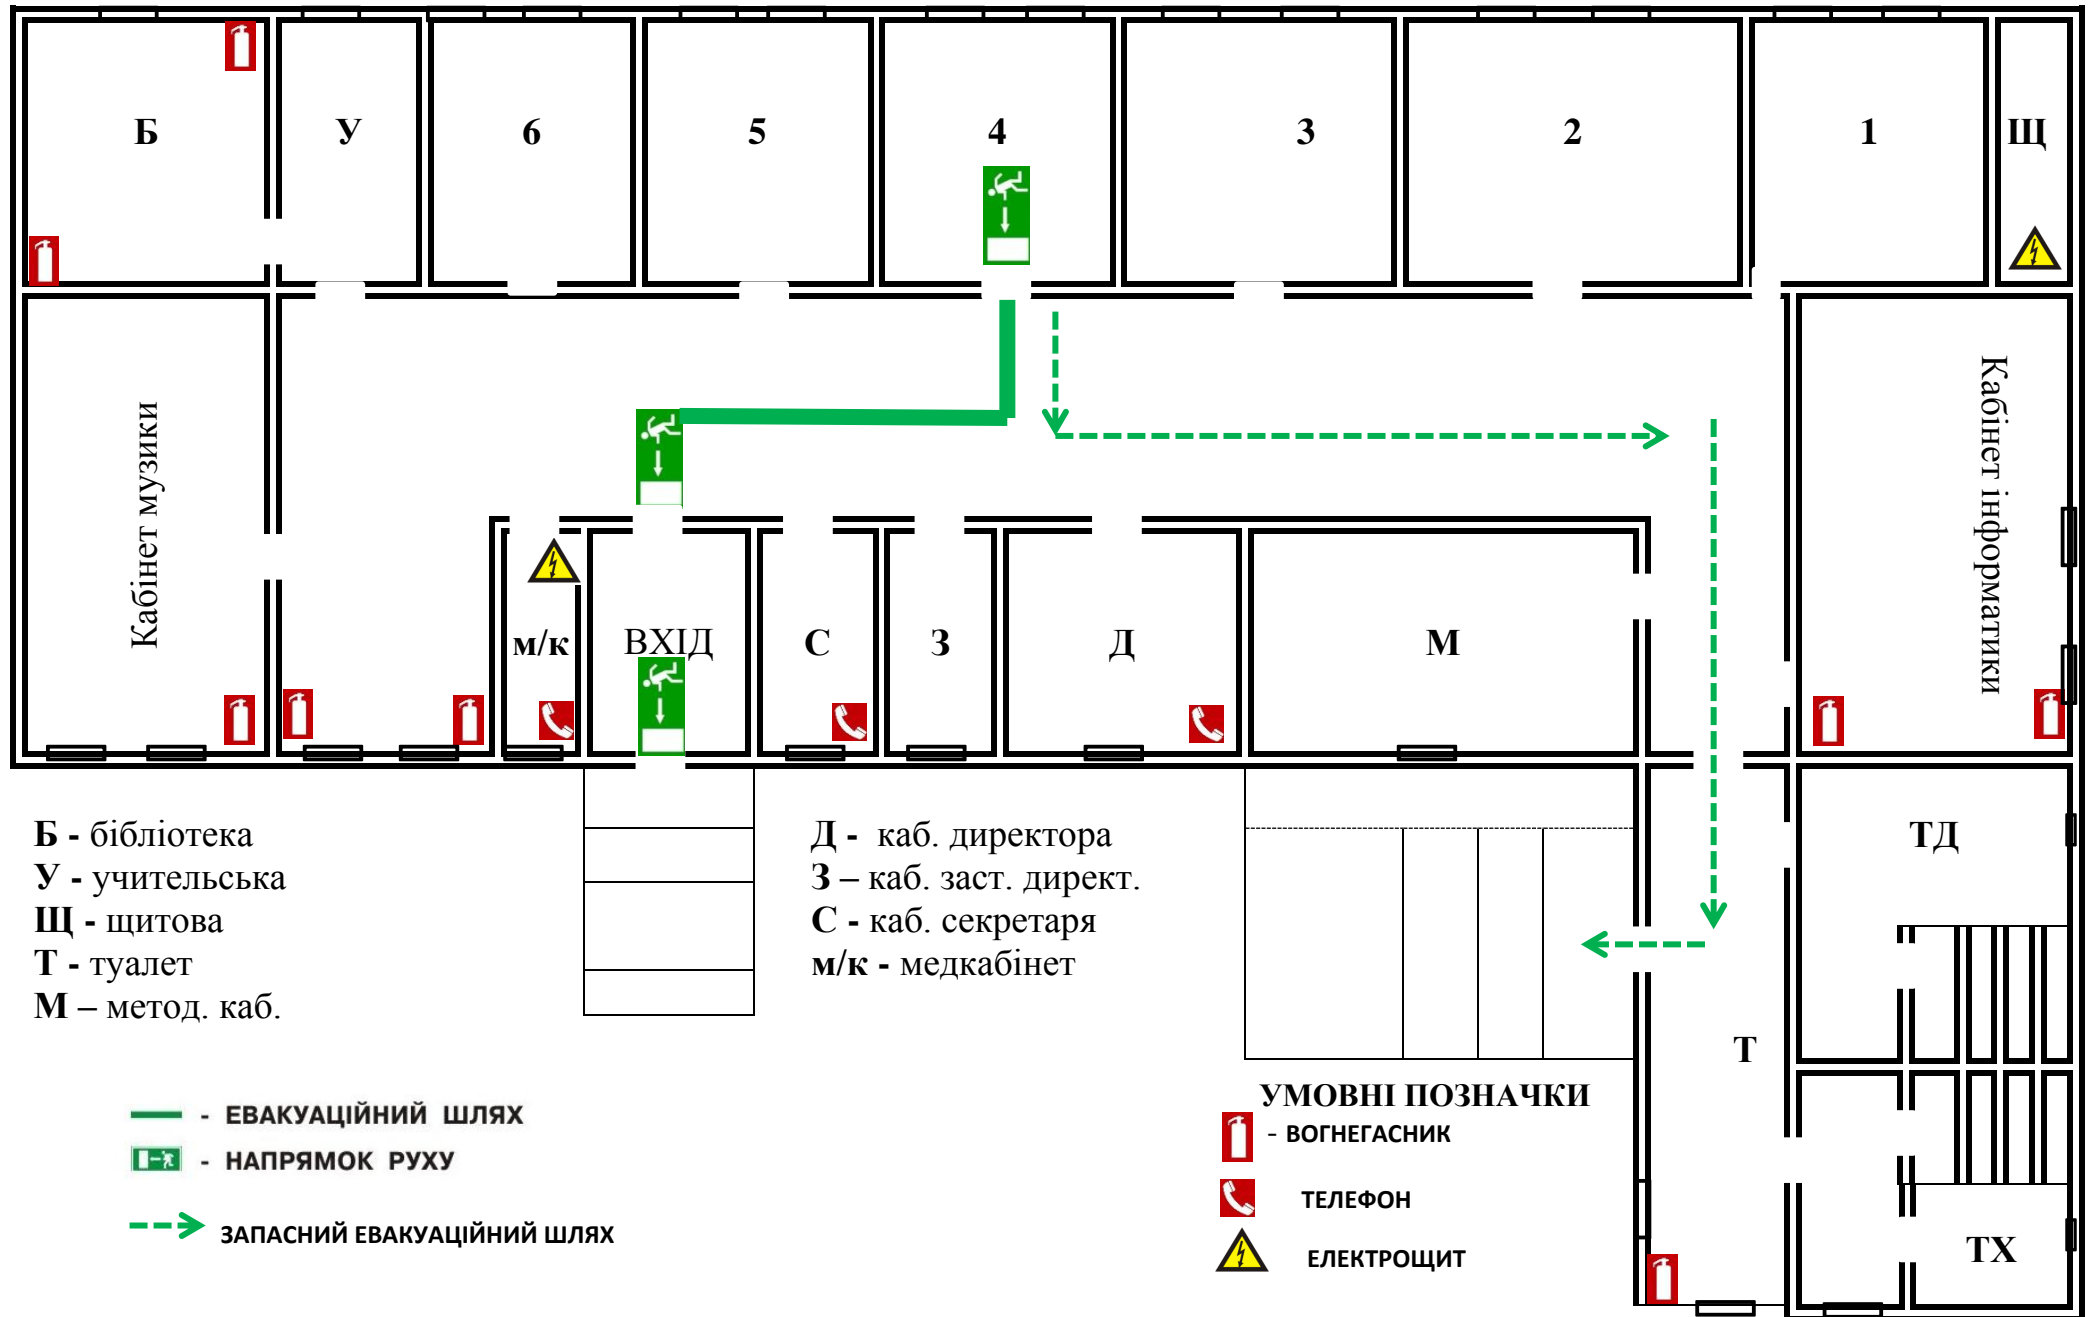 Б У 6 5 4 3 2 1 Щ
Кабінет музики
Кабінет інформатики
м/к ВХІД С З Д М
Б - бібліотека
У - учительська
Щ - щитова
Т - туалет
М – метод. каб.
Д - каб. директора
З – каб. заст. директ.
С - каб. секретаря
м/к - медкабінет
ТД
Т
ТХ
- ЕВАКУАЦІЙНИЙ ШЛЯХ
- НАПРЯМОК РУХУ
ЗАПАСНИЙ ЕВАКУАЦІЙНИЙ ШЛЯХ
УМОВНІ ПОЗНАЧКИ
- ВОГНЕГАСНИК
ТЕЛЕФОН
ЕЛЕКТРОЩИТ